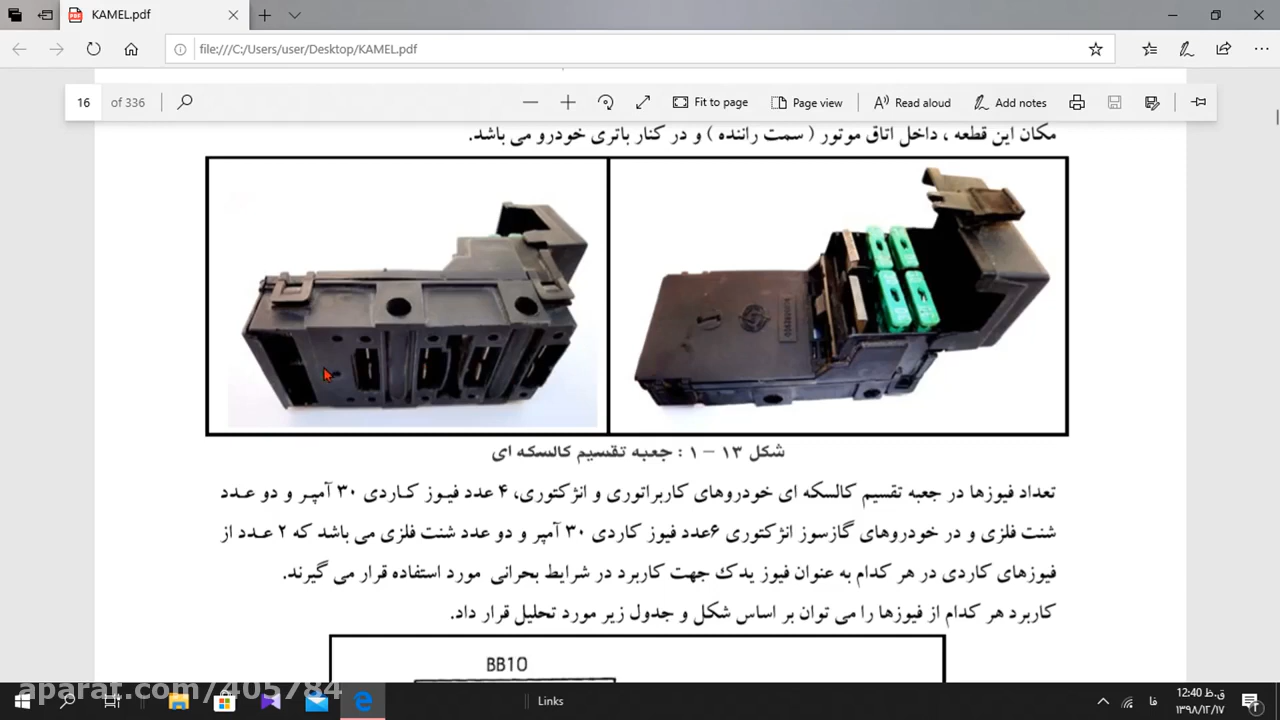 KAMEL.pdf
file:///C:/Users/user/Desktop/KAMEL.pdf
16 of 336
Fit to page
Page view
Read aloud
Add notes
مکان این قطعه ، داخل اتاق موتور ( سمت راننده ) و در کنار باتری خودرو می باشد.
شکل ۱۳ – ۱ : جعبه تقسیم کالسکه ای
تعداد فیوزها در جعبه تقسیم کالسکه ای خودروهای کاربراتوری و انژکتوری، ۴ عدد فیـوز کـاردی ۳۰ آمپـر و دو عـدد
شنت فلزی و در خودروهای گازسوز انژکتوری ۶عدد فیوز کاردی ۳۰ آمپر و دو عدد شنت فلزی می باشد که ۲ عـدد از
فیوزهای کاردی در هر کدام به عنوان فیوز یدک جهت کاربرد در شرایط بحرانی مورد استفاده قرار می گیرند.
کاربرد هر کدام از فیوزها را می توان بر اساس شکل و جدول زیر مورد تحلیل قرار داد.
BB10
aparat.com/405784
Links
فا
12:40 ق.ظ
۱۳۹۸/۱۲/۱۷